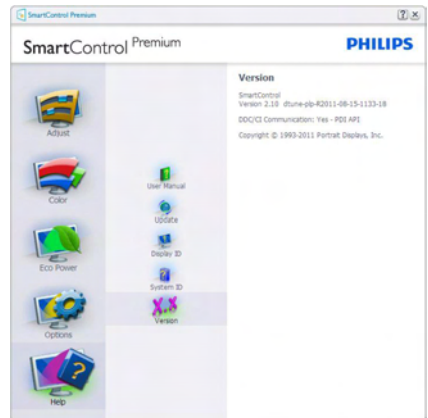 SmartControl Premium
SmartControl Premium
PHILIPS
Adjust
Color
Eco Power
Options
Help
User Manual
Update
Display ID
System ID
X.X
Version
Version
SmartControl
Version 2.10 dtune-plp-R2011-08-15-1133-18
DDC/CI Communication: Yes - PDI API
Copyright © 1993-2011 Portrait Displays, Inc.